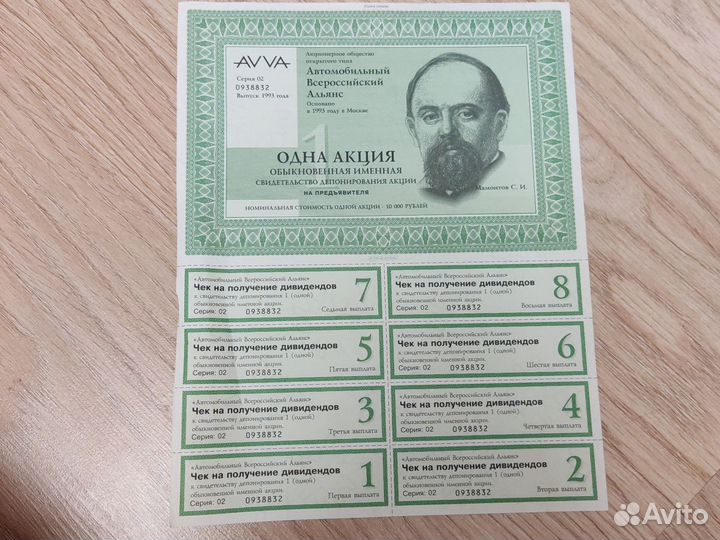 AVVA
Серия 02
0938832
Выпуск 1993 года
Акционерное общество
открытого типа
Автомобильный
Всероссийский
Альянс
Основано
в 1993 году в Москве
1
ОДНА АКЦИЯ
ОБЫКНОВЕННАЯ ИМЕННАЯ
СВИДЕТЕЛЬСТВО ДЕПОНИРОВАНИЯ АКЦИИ
НА ПРЕДЪЯВИТЕЛЯ
Мамонтов С. И.
НОМИНАЛЬНАЯ СТОИМОСТЬ ОДНОЙ АКЦИИ - 10 000 РУБЛЕЙ
«Автомобильный Всероссийский Альянс»
Чек на получение дивидендов
к свидетельству депонирования 1 (одной)
обыкновенной именной акции.
Серия: 02 0938832
7
Седьмая выплата
«Автомобильный Всероссийский Альянс»
Чек на получение дивидендов
к свидетельству депонирования 1 (одной)
обыкновенной именной акции.
Серия: 02 0938832
8
Восьмая выплата
«Автомобильный Всероссийский Альянс»
Чек на получение дивидендов
к свидетельству депонирования 1 (одной)
обыкновенной именной акции.
Серия: 02 0938832
5
Пятая выплата
«Автомобильный Всероссийский Альянс»
Чек на получение дивидендов
к свидетельству депонирования 1 (одной)
обыкновенной именной акции.
Серия: 02 0938832
6
Шестая выплата
«Автомобильный Всероссийский Альянс»
Чек на получение дивидендов
к свидетельству депонирования 1 (одной)
обыкновенной именной акции.
Серия: 02 0938832
3
Третья выплата
«Автомобильный Всероссийский Альянс»
Чек на получение дивидендов
к свидетельству депонирования 1 (одной)
обыкновенной именной акции.
Серия: 02 0938832
4
Четвертая выплата
«Автомобильный Всероссийский Альянс»
Чек на получение дивидендов
к свидетельству депонирования 1 (одной)
обыкновенной именной акции.
Серия: 02 0938832
1
Первая выплата
«Автомобильный Всероссийский Альянс»
Чек на получение дивидендов
к свидетельству депонирования 1 (одной)
обыкновенной именной акции.
Серия: 02 0938832
2
Вторая выплата
Avito